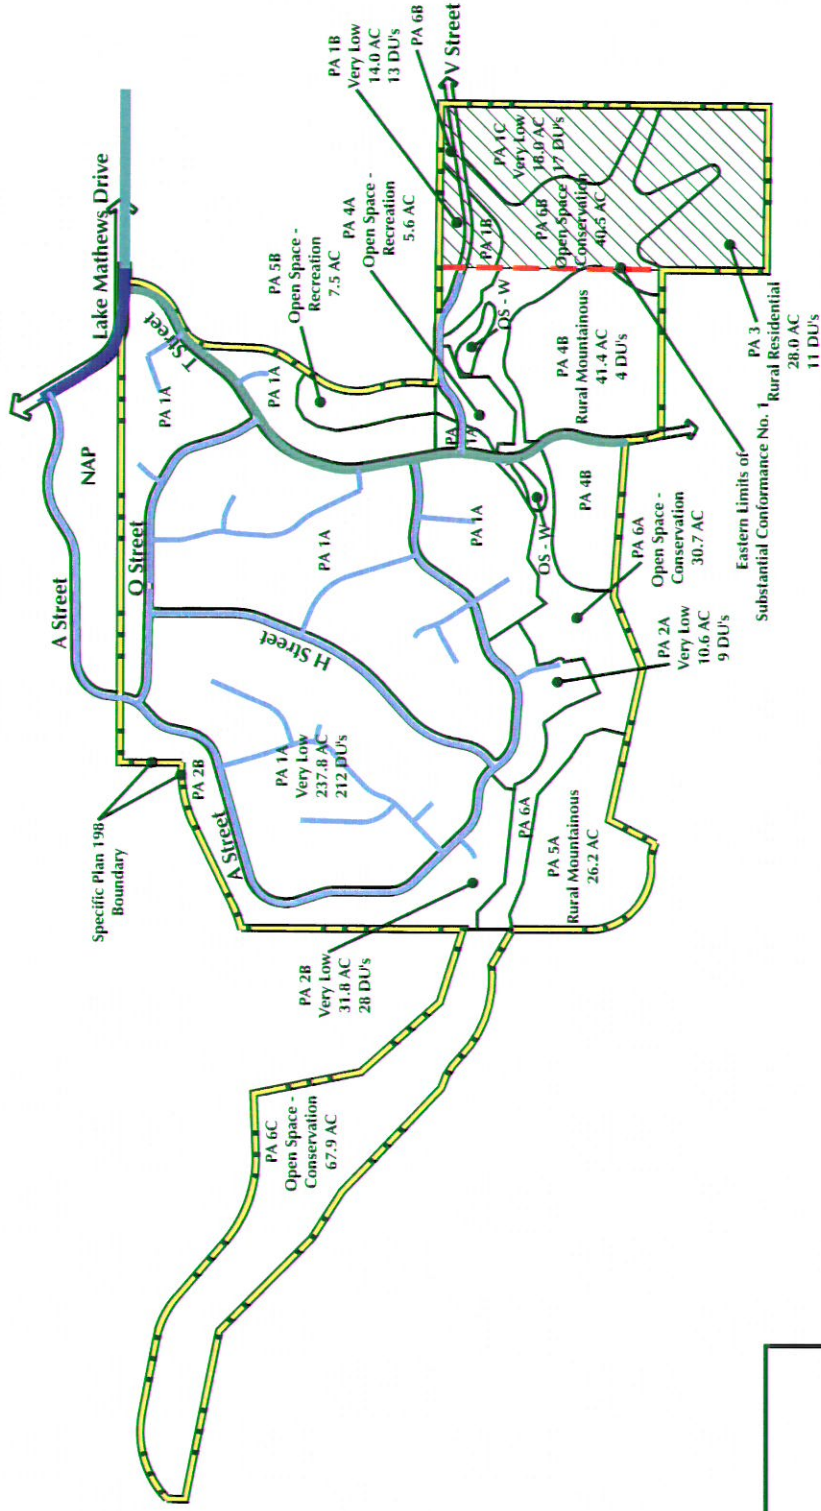 Lake Mathews Drive
A Street
NAP
T Street
PA 1A
Q Street
PA 1A
PA 5B
Open Space -
Recreation
7.5 AC
PA 4A
Open Space -
Recreation
5.6 AC
PA 1B
Very Low
14.0 AC
13 DU's
PA 6B
V Street
Specific Plan 198
Boundary
PA 2B
A Street
H Street
PA 1A
Very Low
237.8 AC
212 DU's
PA 1A
PA 1A
PA 1A
OS - W
PA 1B
PA 1C
Very Low
18.0 AC
17 DU's
PA 6B
Open Space
Conservation
40.5 AC
OS - W
PA 4B
Rural Mountainous
41.4 AC
4 DU's
PA 4B
PA 6A
Open Space -
Conservation
30.7 AC
PA 2A
Very Low
10.6 AC
9 DU's
PA 6A
PA 5A
Rural Mountainous
26.2 AC
PA 2B
Very Low
31.8 AC
28 DU's
PA 6C
Open Space -
Conservation
67.9 AC
Eastern Limits of
Substantial Conformance No. 1
PA 3
Rural Residential
28.0 AC
11 DU's